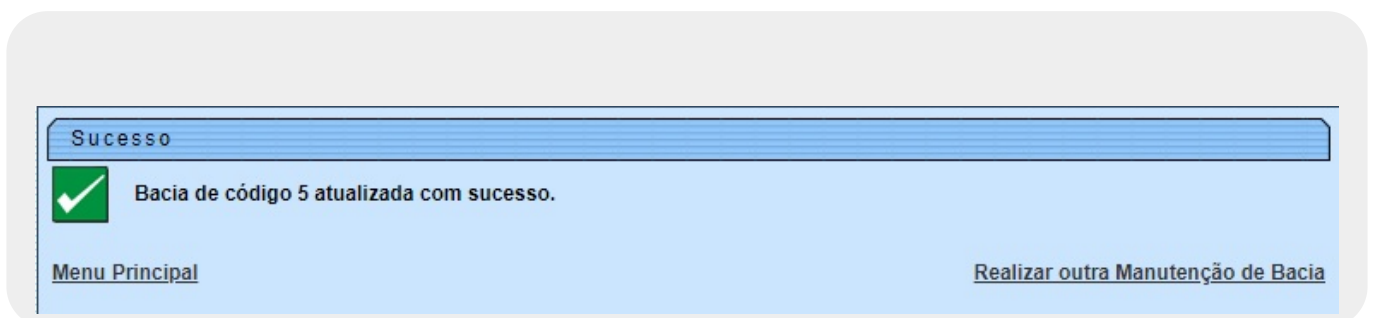 Sucesso
Bacia de código 5 atualizada com sucesso.
Menu Principal
Realizar outra Manutenção de Bacia